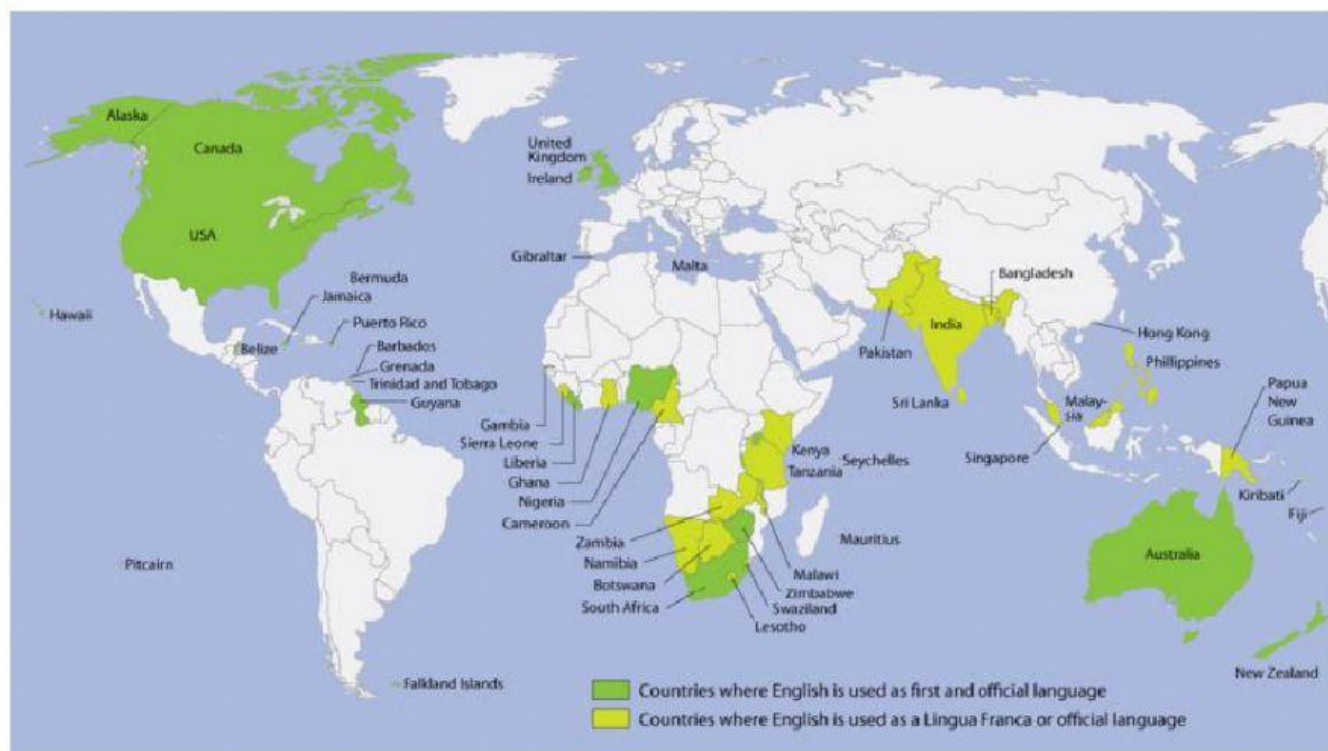 Alaska
Canada
USA
Hawaii
Bermuda
Jamaica
Puerto Rico
Belize
Barbados
Grenada
Trinidad and Tobago
Guyana
Pitcairn
Falkland Islands
United
Kingdom
Ireland
Gibraltar
Malta
Gambia
Sierra Leone
Liberia
Ghana
Nigeria
Cameroon
Zambia
Namibia
Botswana
South Africa
Kenya
Tanzania
Seychelles
Mauritius
Malawi
Zimbabwe
Swaziland
Lesotho
Pakistan
India
Bangladesh
Sri Lanka
Hong Kong
Phillippines
Malay-
sia
Singapore
Papua
New
Guinea
Kiribati
Fiji
Australia
New Zealand
Countries where English is used as first and official language
Countries where English is used as a Lingua Franca or official language